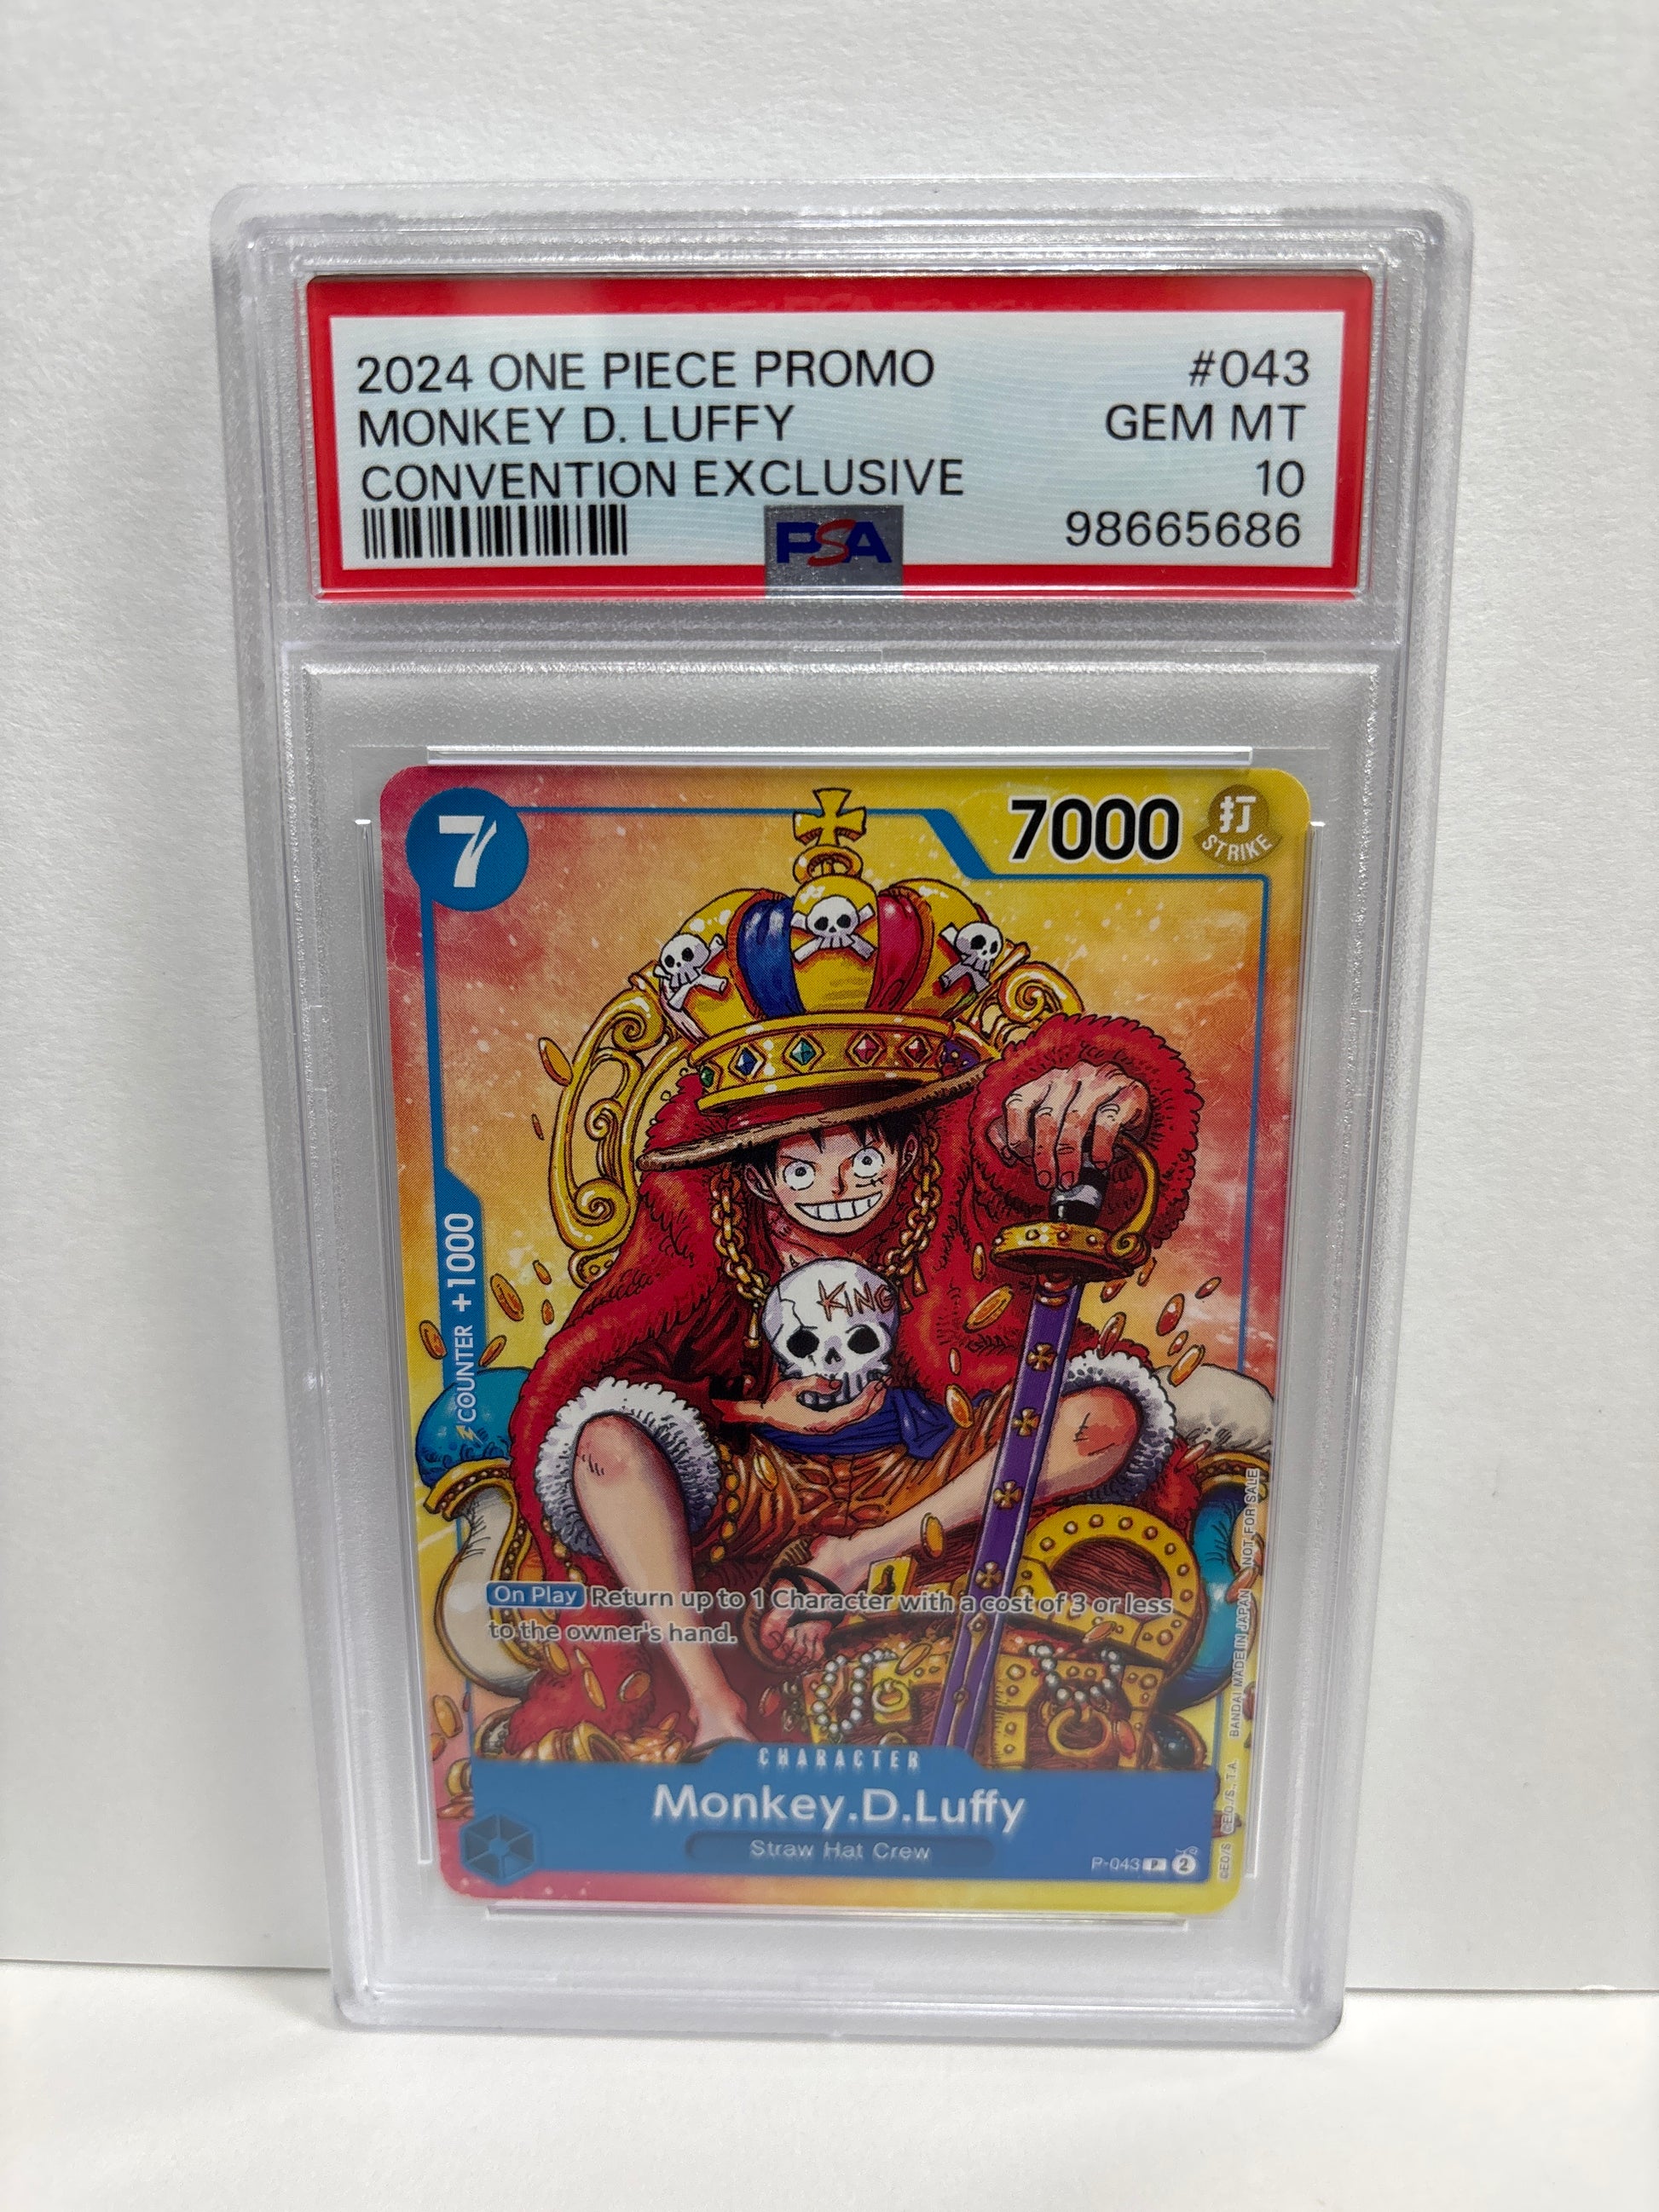 2024 ONE PIECE PROMO #043
MONKEY D. LUFFY GEM MT
CONVENTION EXCLUSIVE 10
PSA 98665686
7 7000 打
STRIKE
KING
COUNTER +1000
On Play Return up to 1 Character with a cost of 3 or less
to the owner's hand.
BANDAI MADE IN JAPAN NOT FOR SALE
CHARACTER
Monkey.D.Luffy
Straw Hat Crew
P-043 P 2